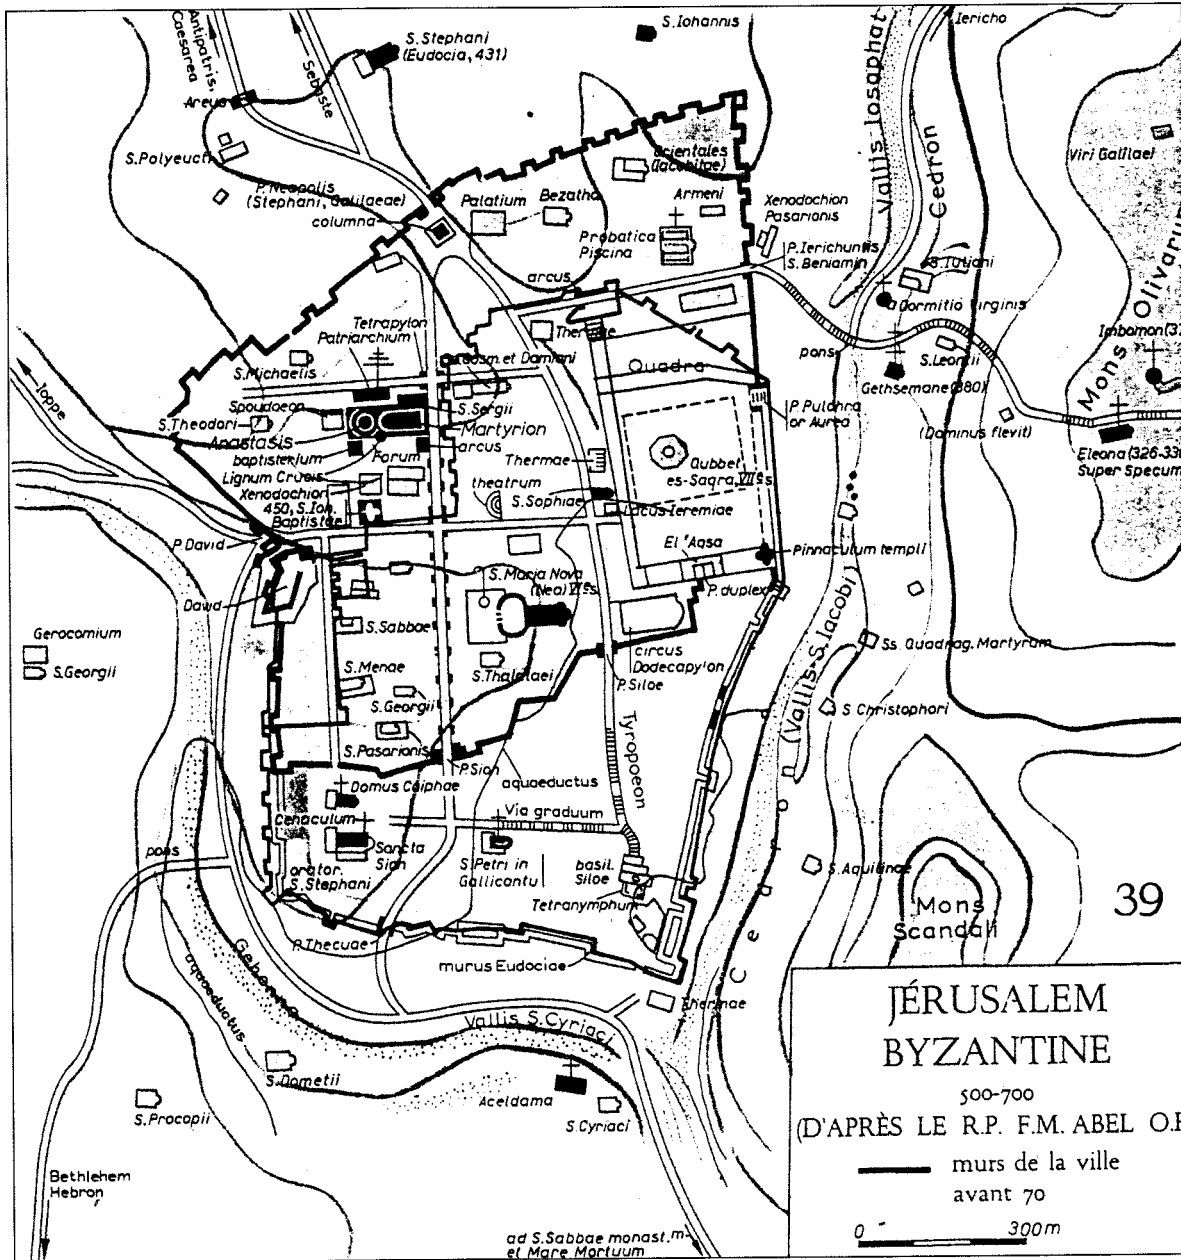 Antipatris,
Caesarea
Sebaste
S. Stephani
(Eudocia, 431)
S. Iohannis
Iericho
Vallis Iosaphat
Cedron
Areus
S. Polyeucti
P. Neapolis
(Stephani, Galilaeae)
columna
Palatium
Bezatha
Orientales
(Iacobitae)
Armeni
Xenodochion
Pasarionis
Probatica
Piscina
P. Ierichuntis
S. Beniamin
Viri Galilaei
Mons Olivarum
S. Iuliani
Dormitio Virginis
Imbomon (37
arcus
Tetrapylon
Patriarchium
Thermae
Cosm. et Damiani
pons
S. Leontii
Gethsemane (380)
Quadra
Ioppe
S. Michaelis
Spoudaeon
S. Theodori
S. Sergii
Martyrion
Anastasis
arcus
baptisterium
Forum
P. Pulchra
or Aurea
(Dominus flevit)
Eleona (326-33
Super Specum
Lignum Crucis
Xenodochion
450, S. Ioh.
Baptistae
Thermae
theatrum
S. Sophiae
Lacus Ieremiae
Qubbet
es-Saqra, VII s.
P. David
David
El 'Aqsa
Pinnaculum templi
S. Maria Nova
(Nea) VI s.
P. duplex
Gerocomium
S. Georgii
S. Sabbae
S. Menae
S. Thalalaei
circus
Dodecapylon
P. Siloe
Ss. Quadrag. Martyrum
S. Georgii
S. Christophori
S. Pasarionis
P. Sion
aquaeductus
Tyropoeon
Cedron (Vallis S. Iacobi)
Domus Caiphae
Via graduum
Cenaculum
Sancta
Sion
pons
orator.
S. Stephani
S. Petri in
Gallicantu
basil.
Siloe
Tetranymphum
S. Aquilinae
Mons
Scandali
39
P. Thecuae
murus Eudociae
Gehenna
aquaeductus
Thermae
Vallis S. Cyriaci
S. Dometii
S. Procopii
Aceldama
S. Cyriaci
Bethlehem
Hebron
ad S. Sabbae monast.
et Mare Mortuum
m
JÉRUSALEM
BYZANTINE
500-700
(D'APRÈS LE R.P. F.M. ABEL O.P
murs de la ville
avant 70
0 300m